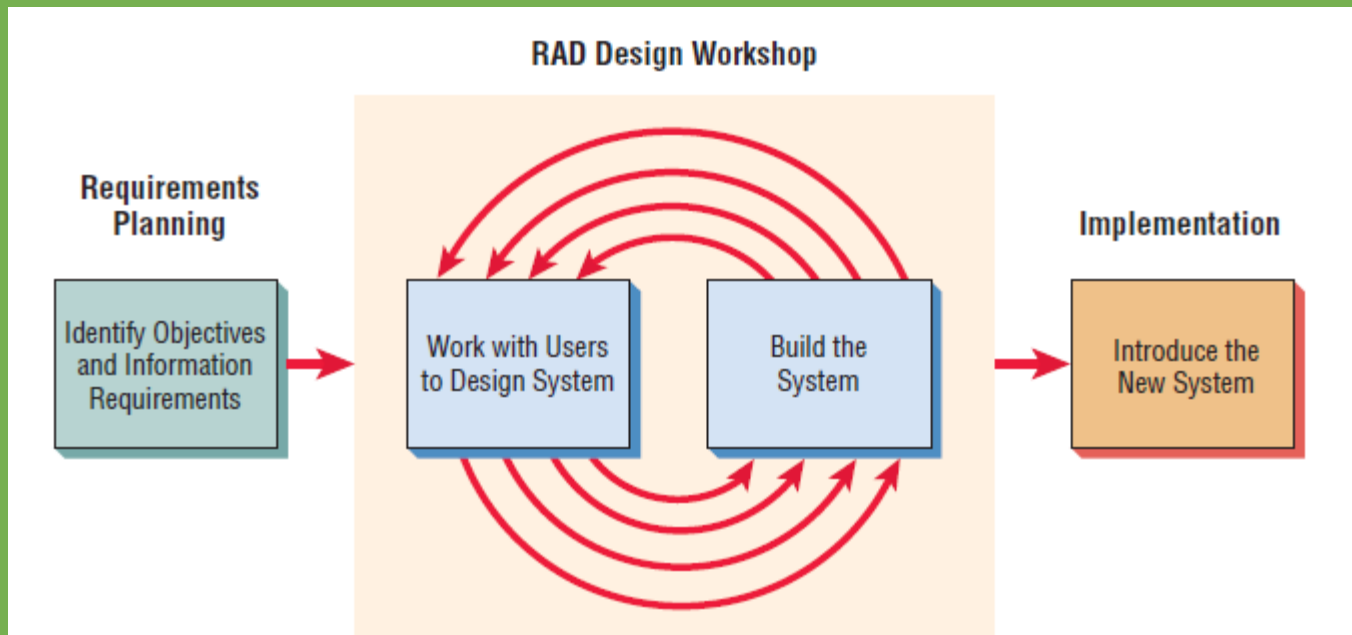 RAD Design Workshop
Requirements
Planning
Identify Objectives
and Information
Requirements
Work with Users
to Design System
Build the
System
Implementation
Introduce the
New System